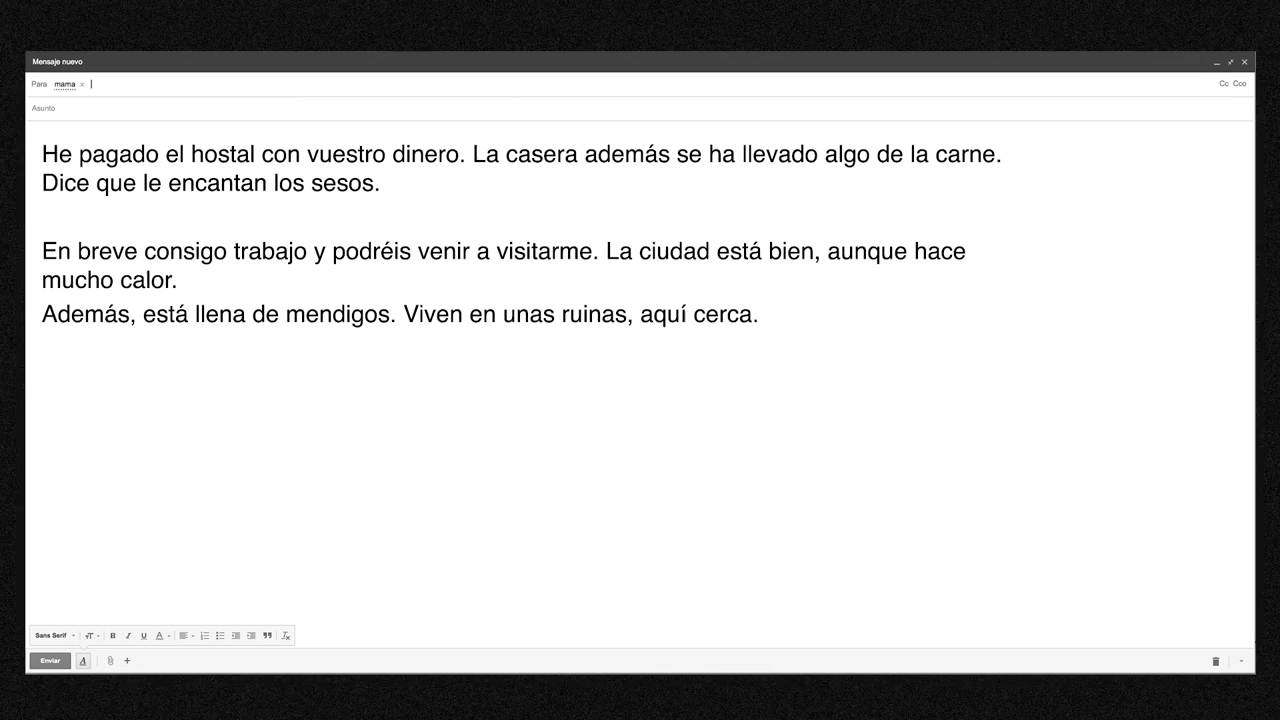 Mensaje nuevo
Para mama × Cc Cco
Asunto
He pagado el hostal con vuestro dinero. La casera además se ha llevado algo de la carne.
Dice que le encantan los sesos.
En breve consigo trabajo y podréis venir a visitarme. La ciudad está bien, aunque hace
mucho calor.
Además, está llena de mendigos. Viven en unas ruinas, aquí cerca.
Sans Serif
Enviar